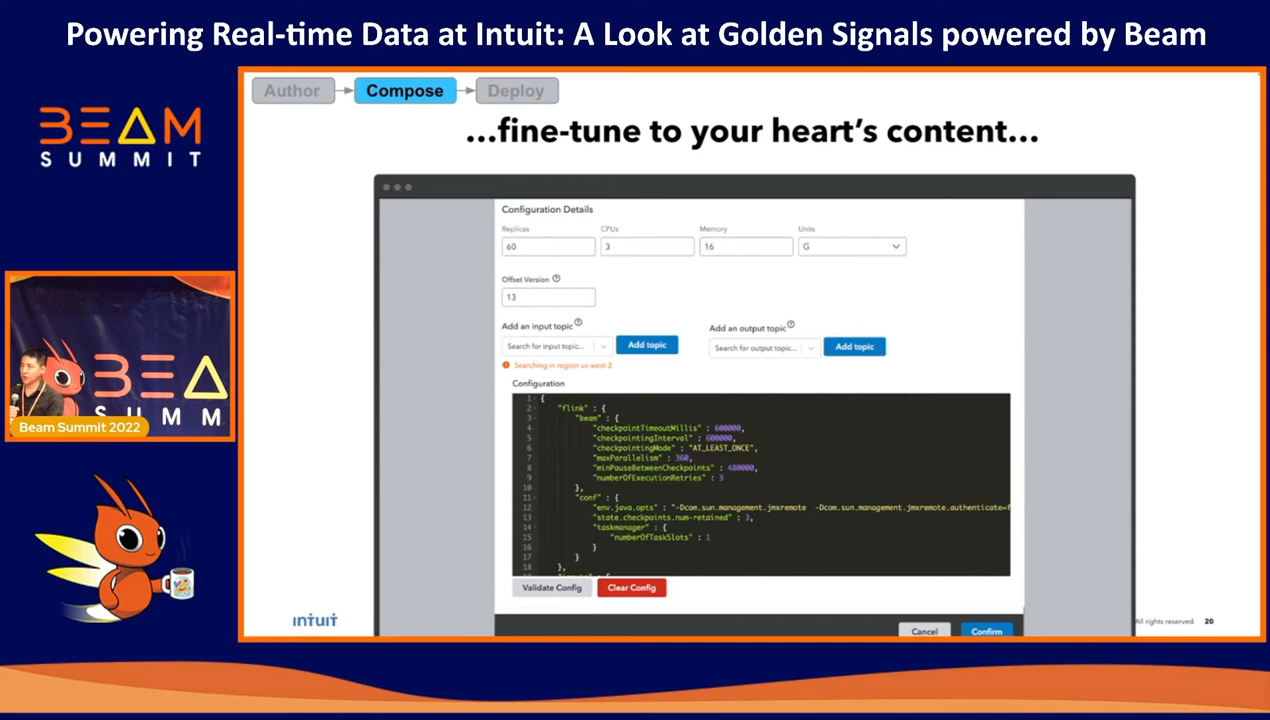 Powering Real-time Data at Intuit: A Look at Golden Signals powered by Beam
BEAM
SUMMIT
Author
Compose
Deploy
...fine-tune to your heart's content...
Configuration Details
Replicas
CPUs
Memory
Units
60
3
16
G
Offset Version
13
Add an input topic
Add an output topic
Search for input topic...
Add topic
Search for output topic...
Add topic
Searching in region us west 2
Configuration
1 {
2 "flink" : {
3 "beam" : {
4 "checkpointTimeoutMillis" : 600000,
5 "checkpointingInterval" : 600000,
6 "checkpointingMode" : "AT_LEAST_ONCE",
7 "maxParallelism" : 360,
8 "minPauseBetweenCheckpoints" : 480000,
9 "numberOfExecutionRetries" : 3
10 },
11 "conf" : {
12 "env.java.opts" : "-Dcom.sun.management.jmxremote -Dcom.sun.management.jmxremote.authenticate=f
13 "state.checkpoints.num-retained" : 3,
14 "taskmanager" : {
15 "numberOfTaskSlots" : 1
16 }
17 }
18 },
Validate Config
Clear Config
Cancel
Confirm
intuit
All rights reserved.
20
BEA
SUMM
Beam Summit 2022